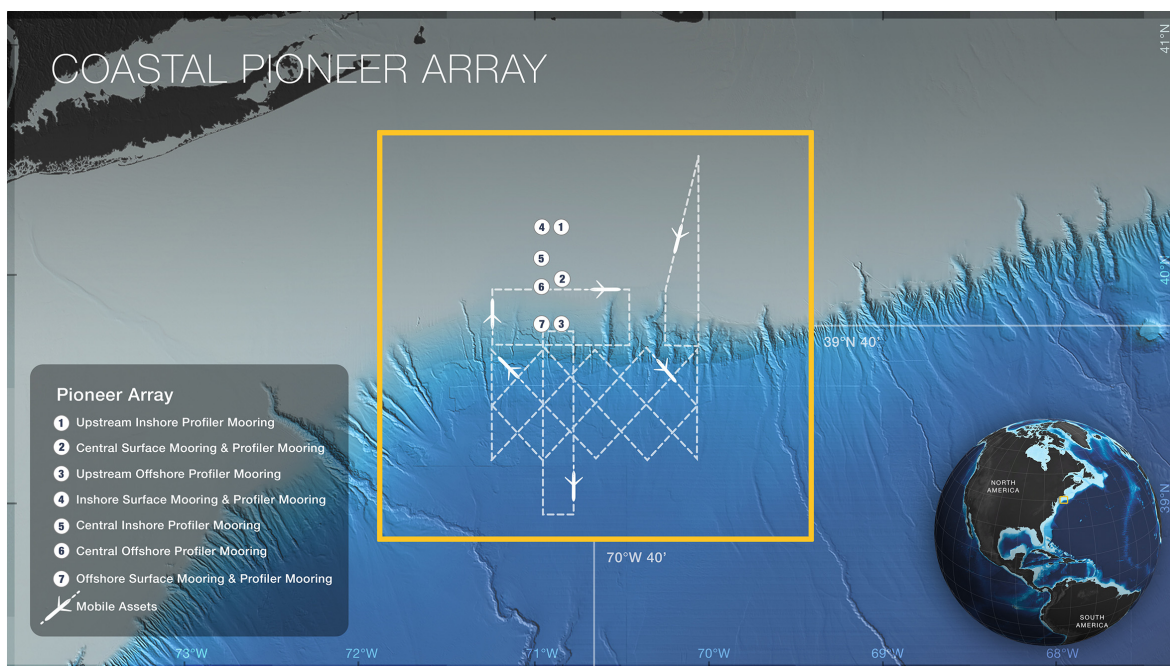 COASTAL PIONEER ARRAY
41°N
4 1
5
2
6
40°N
7 3
39°N 40'
Pioneer Array
1 Upstream Inshore Profiler Mooring
2 Central Surface Mooring & Profiler Mooring
3 Upstream Offshore Profiler Mooring
4 Inshore Surface Mooring & Profiler Mooring
5 Central Inshore Profiler Mooring
6 Central Offshore Profiler Mooring
7 Offshore Surface Mooring & Profiler Mooring
Mobile Assets
NORTH
AMERICA
39°N
70°W 40'
SOUTH
AMERICA
73°W 72°W 71°W 70°W 69°W 68°W